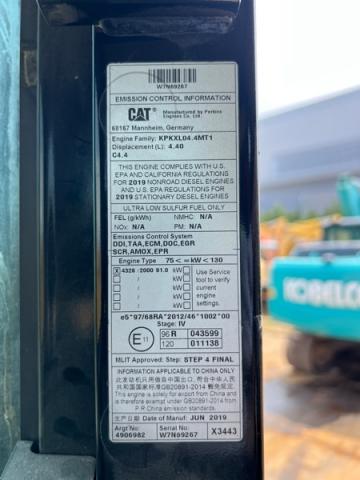 W7N69267
EMISSION CONTROL INFORMATION
CAT
Manufactured by Perkins
Engines Co. Ltd.
68167 Mannheim, Germany
Engine Family: KPKXL04.4MT1
Displacement (L): 4.40
C4.4
THIS ENGINE COMPLIES WITH U.S.
EPA AND CALIFORNIA REGULATIONS
FOR 2019 NONROAD DIESEL ENGINES
AND U.S EPA REGULATIONS FOR
2019 STATIONARY DIESEL ENGINES
ULTRA LOW SULFUR FUEL ONLY
FEL (g/kWh) NMHC: N/A
NOx: N/A PM: N/A
Emissions Control System
DDI,TAA,ECM,DOC,EGR
SCR,AMOX,EPR
Engine Type 75 <= kW < 130
X 4328:2000 91.0 kW
/ kW
/ kW
/ kW
Use Service
tool to verify
engine
settings.
e5*97/68RA*2012/46*1002*00
Stage: IV
E11 96 R 043599
120 011138
MLIT Approval Step: STEP 4 FINAL
INFORMATION APPLICABLE TO CHINA ONLY
This engine is solely for export from China and
is GB20891-2014 exempted from the
P.R.China emission standards.
Date of Manuf: JUN 2019
Argt No: Serial No: X3443
4906982 W7N69267
KOBELCO